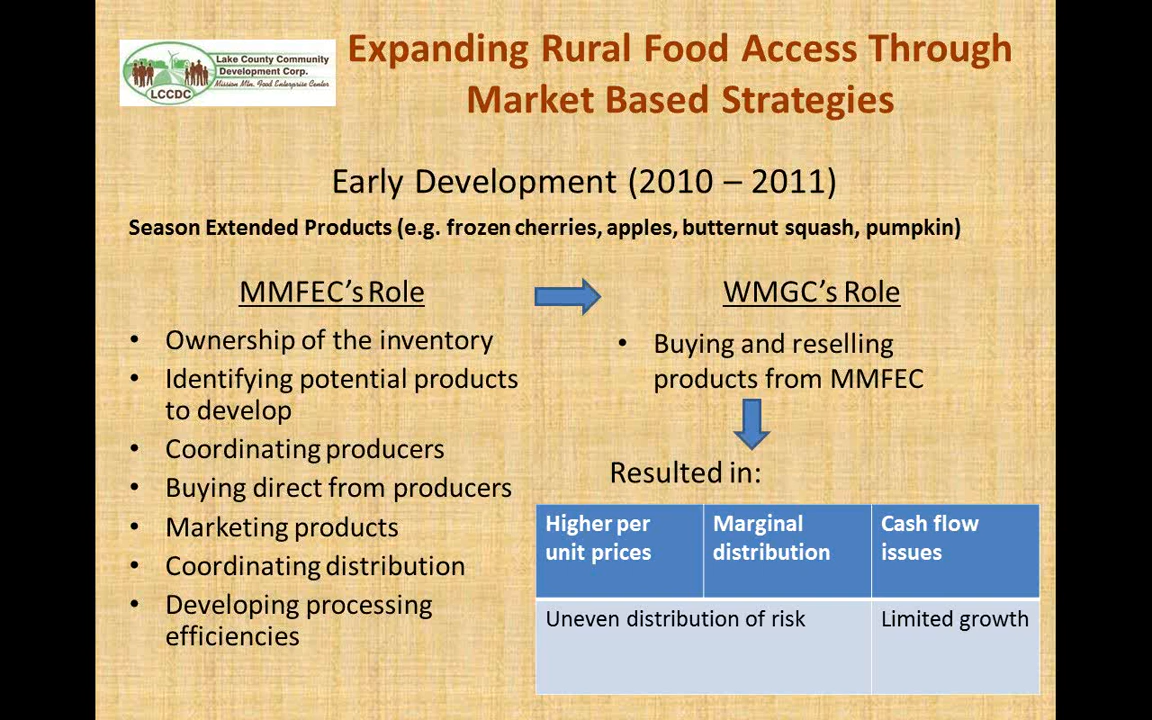 Lake County Community
Development Corp.
Mission Mtn. Food Enterprise Center
LCCDC
Expanding Rural Food Access Through
Market Based Strategies
Early Development (2010 – 2011)
Season Extended Products (e.g. frozen cherries, apples, butternut squash, pumpkin)
MMFEC’s Role
• Ownership of the inventory
• Identifying potential products
to develop
• Coordinating producers
• Buying direct from producers
• Marketing products
• Coordinating distribution
• Developing processing
efficiencies
WMGC’s Role
• Buying and reselling
products from MMFEC
Resulted in:
Higher per
unit prices
Marginal
distribution
Cash flow
issues
Uneven distribution of risk
Limited growth